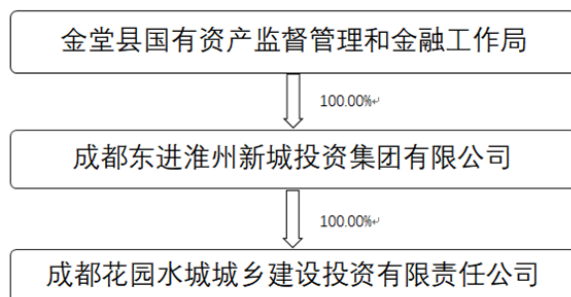 金堂县国有资产监督管理和金融工作局
100.00%↵
成都东进淮州新城投资集团有限公司
100.00%↵
成都花园水城城乡建设投资有限责任公司